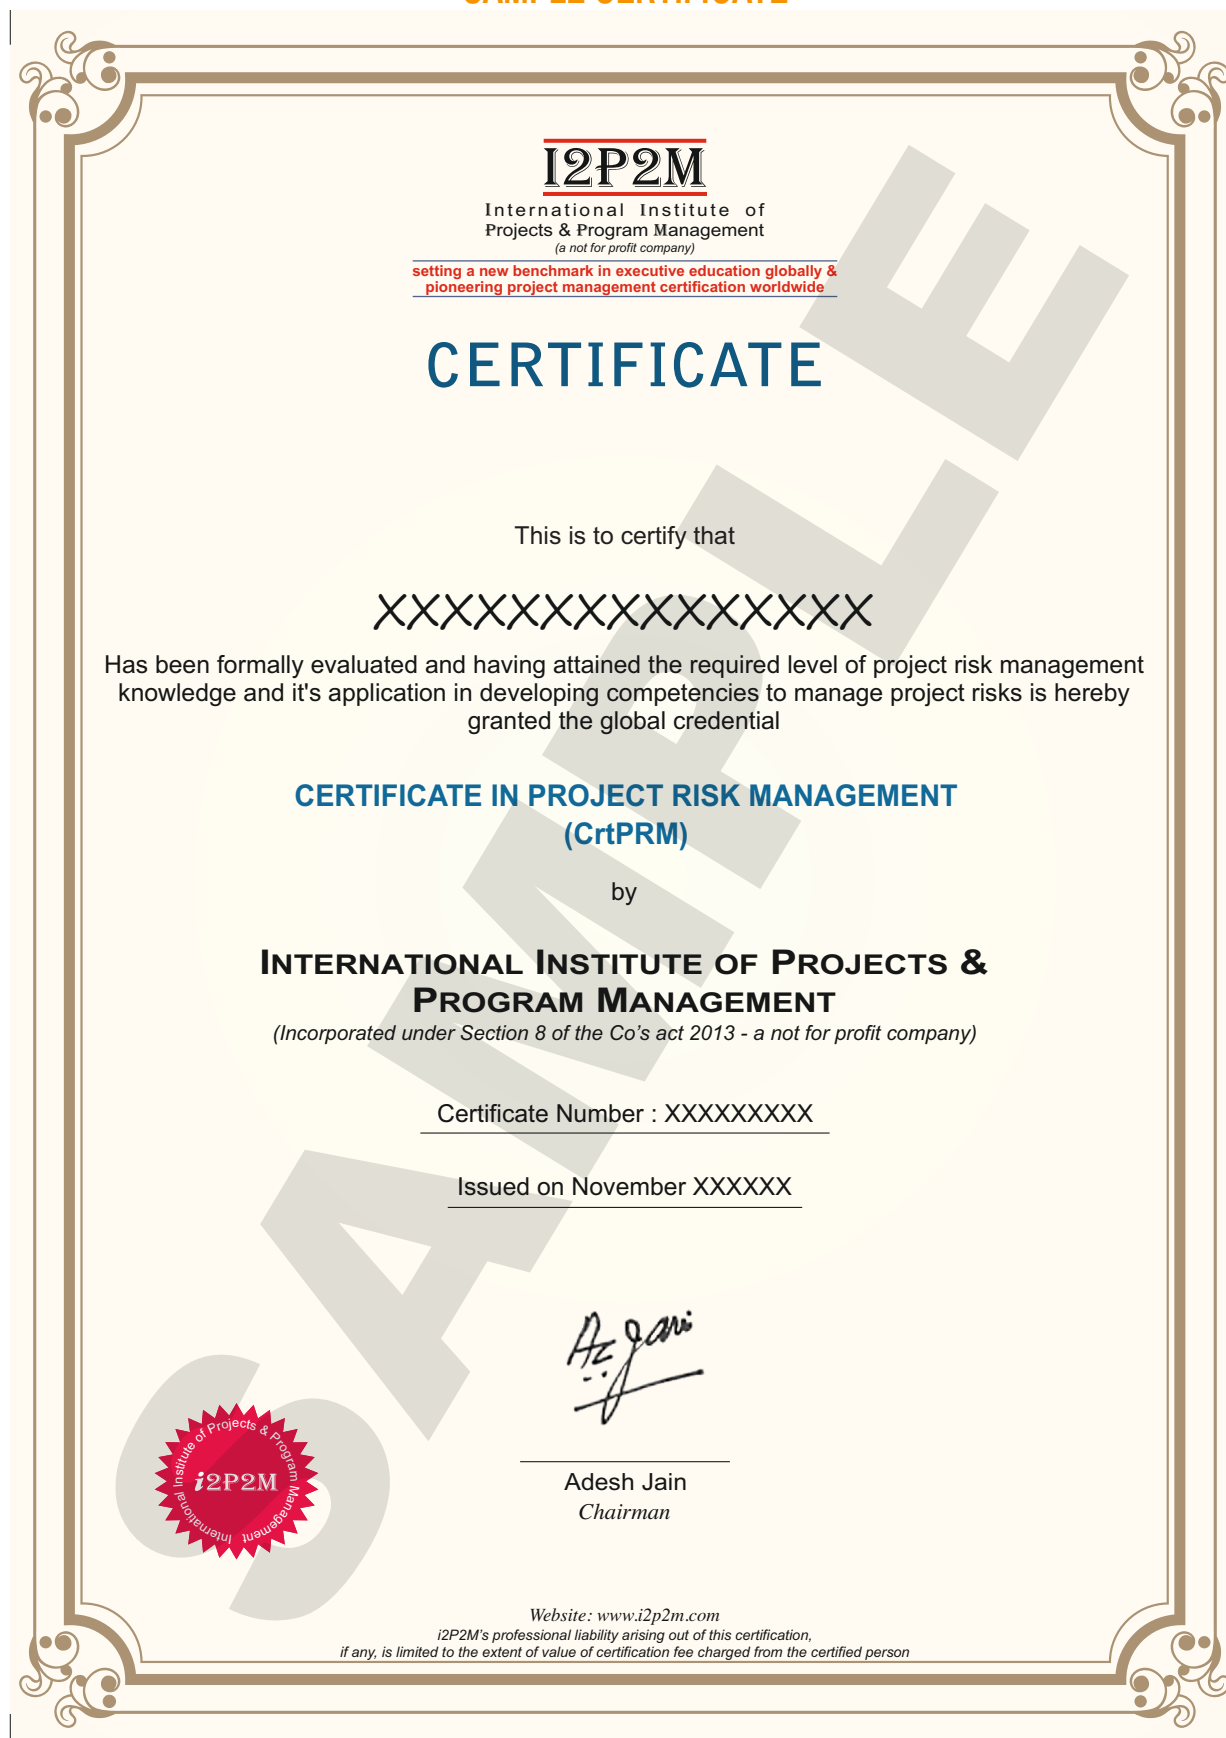 SAMPLE CERTIFICATE
I2P2M
International Institute of
Projects & Program Management
(a not for profit company)
setting a new benchmark in executive education globally &
pioneering project management certification worldwide
CERTIFICATE
This is to certify that
XXXXXXXXXXXXXXX
Has been formally evaluated and having attained the required level of project risk management
knowledge and it's application in developing competencies to manage project risks is hereby
granted the global credential
CERTIFICATE IN PROJECT RISK MANAGEMENT
(CrtPRM)
by
INTERNATIONAL INSTITUTE OF PROJECTS &
PROGRAM MANAGEMENT
(Incorporated under Section 8 of the Co’s act 2013 - a not for profit company)
Certificate Number : XXXXXXXXX
Issued on November XXXXXX
SAMPLE
Adesh Jain
Chairman
International Institute of Projects & Program Management
i2P2M
Website: www.i2p2m.com
i2P2M’s professional liability arising out of this certification,
if any, is limited to the extent of value of certification fee charged from the certified person